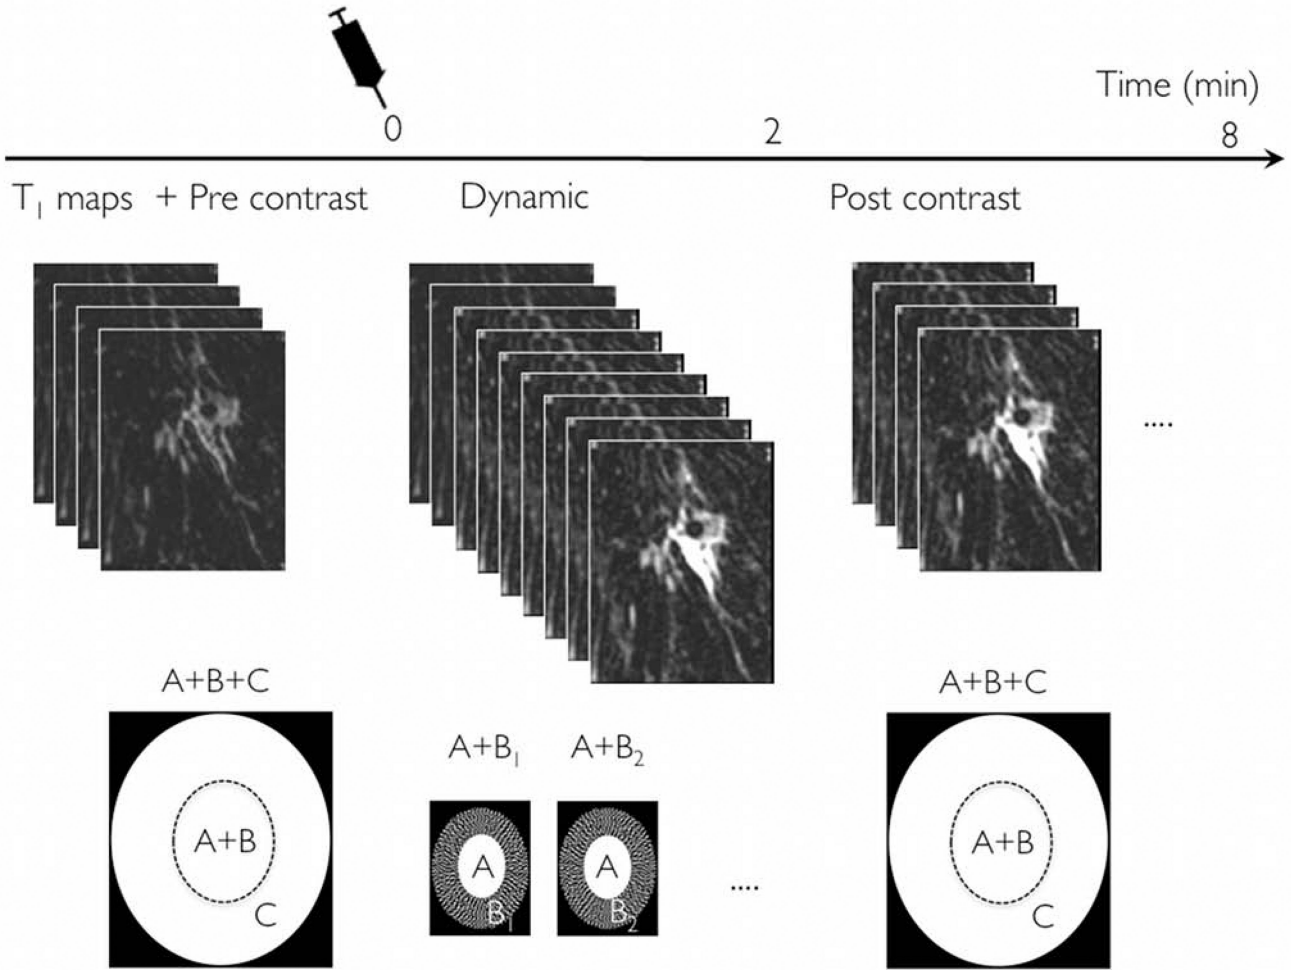 Time (min)
0 2 8
T₁ maps + Pre contrast Dynamic Post contrast
....
A+B+C A+B+C
A+B₁ A+B₂
A+B A A A+B
C B₁ B₂ .... C